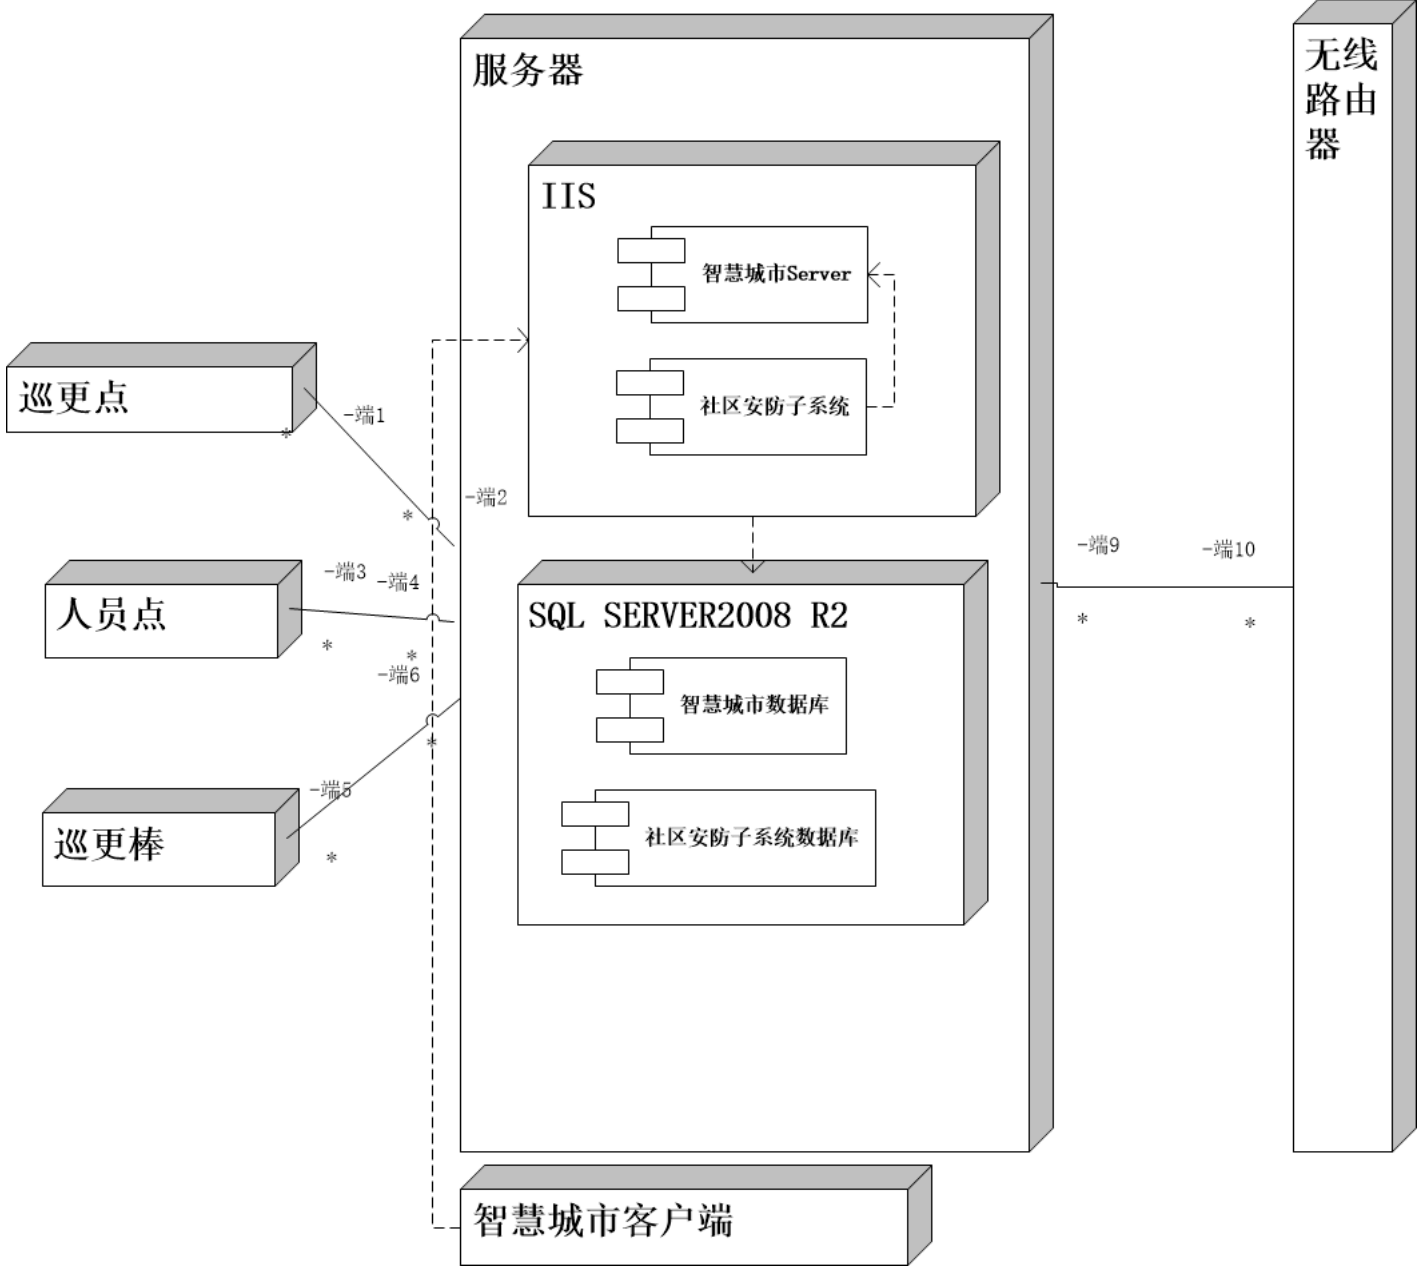 服务器
无线
路由
器
IIS
智慧城市Server
社区安防子系统
巡更点
-端1
*
-端2
*
-端9
-端10
*
*
人员点
-端3
-端4
*
*
SQL SERVER2008 R2
智慧城市数据库
社区安防子系统数据库
-端6
*
-端5
巡更棒
*
智慧城市客户端